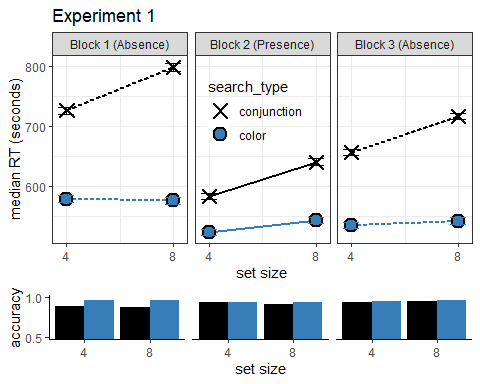 Experiment 1
Block 1 (Absence) Block 2 (Presence) Block 3 (Absence)
median RT (seconds)
800
700
600
search_type
conjunction
color
4 8 4 8 4 8
set size
accuracy
1.0
0.5
4 8 4 8 4 8
set size